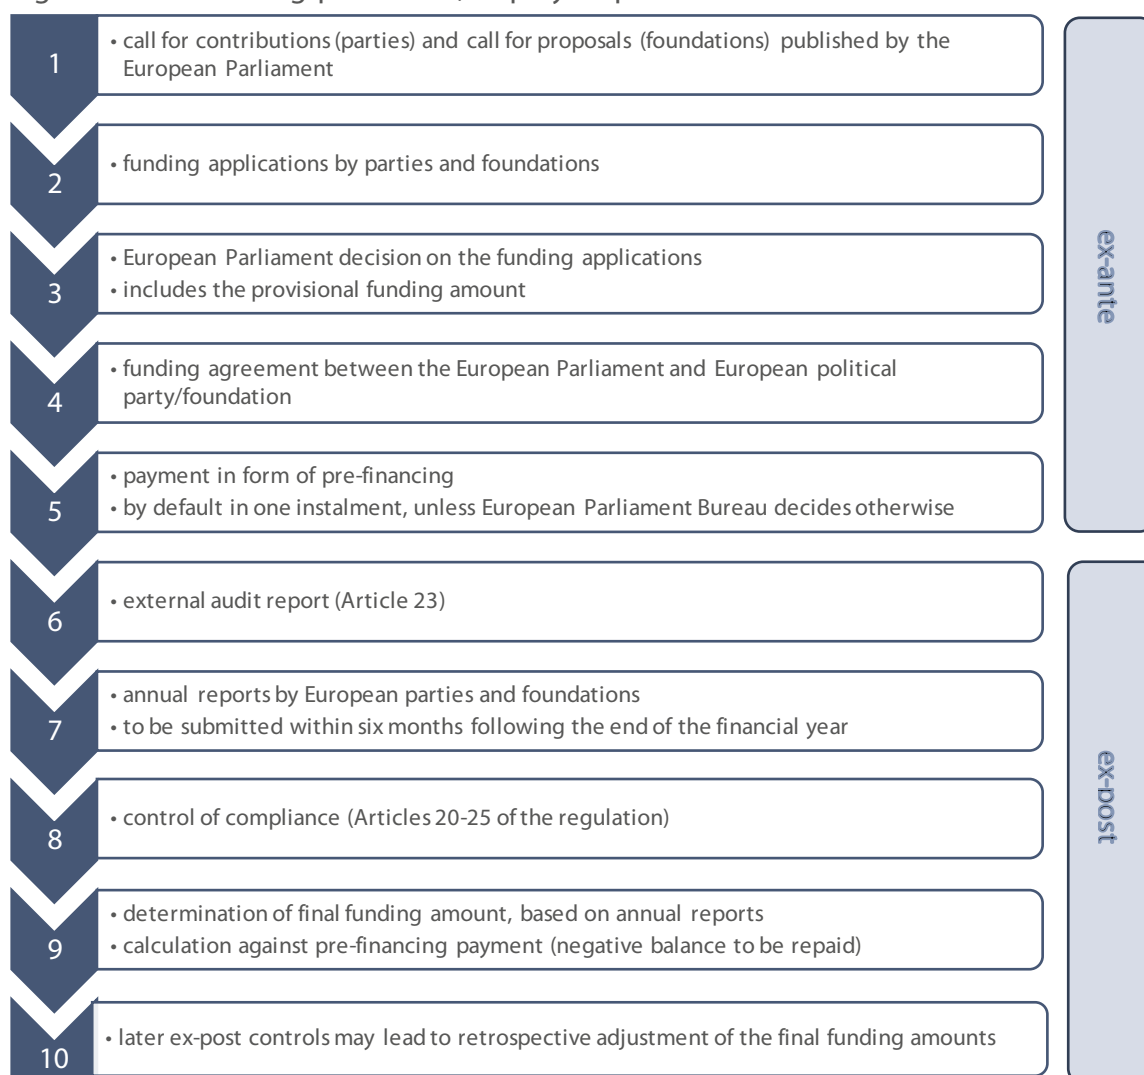 1
• call for contributions (parties) and call for proposals (foundations) published by the
European Parliament
2
• funding applications by parties and foundations
3
• European Parliament decision on the funding applications
• includes the provisional funding amount
4
• funding agreement between the European Parliament and European political
party/foundation
5
• payment in form of pre-financing
• by default in one instalment, unless European Parliament Bureau decides otherwise
ex-ante
6
• external audit report (Article 23)
7
• annual reports by European parties and foundations
• to be submitted within six months following the end of the financial year
8
• control of compliance (Articles 20-25 of the regulation)
9
• determination of final funding amount, based on annual reports
• calculation against pre-financing payment (negative balance to be repaid)
10
• later ex-post controls may lead to retrospective adjustment of the final funding amounts
ex-post